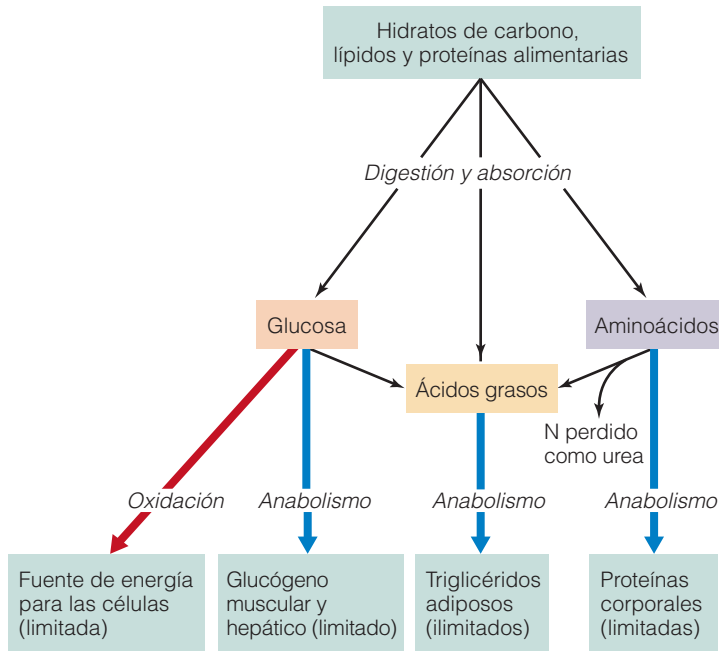 Hidratos de carbono,
lípidos y proteínas alimentarias
Digestión y absorción
Glucosa
Aminoácidos
Ácidos grasos
N perdido
como urea
Oxidación
Anabolismo
Anabolismo
Anabolismo
Fuente de energía
para las células
(limitada)
Glucógeno
muscular y
hepático (limitado)
Triglicéridos
adiposos
(ilimitados)
Proteínas
corporales
(limitadas)